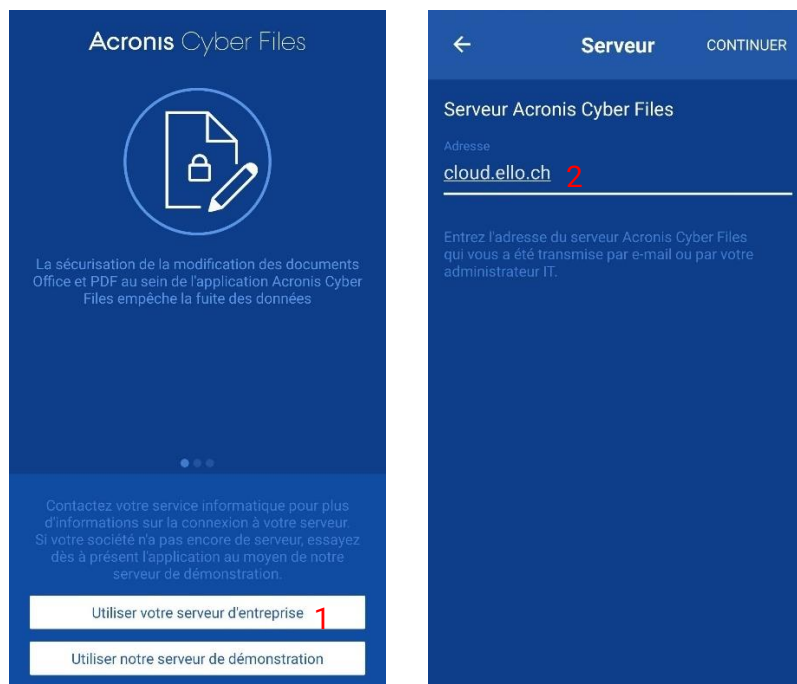 Acronis Cyber Files
La sécurisation de la modification des documents
Office et PDF au sein de l'application Acronis Cyber
Files empêche la fuite des données
Contactez votre service informatique pour plus
d'informations sur la connexion à votre serveur.
Si votre société n'a pas encore de serveur, essayez
dès à présent l'application au moyen de notre
serveur de démonstration.
Utiliser votre serveur d'entreprise 1
Utiliser notre serveur de démonstration
Serveur CONTINUER
Serveur Acronis Cyber Files
Adresse
cloud.ello.ch 2
Entrez l'adresse du serveur Acronis Cyber Files
qui vous a été transmise par e-mail ou par votre
administrateur IT.